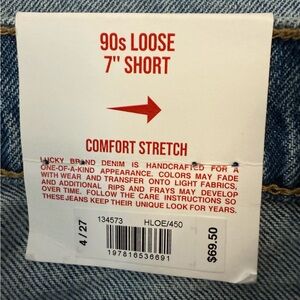 90s LOOSE
7" SHORT
COMFORT STRETCH
LUCKY BRAND DENIM IS HANDCRAFTED FOR A
ONE-OF-A-KIND APPEARANCE. COLORS MAY FADE
WITH WEAR AND TRANSFER ONTO LIGHT FABRICS,
AND ADDITIONAL RIPS AND FRAYS MAY DEVELOP
OVER TIME. FOLLOW THE CARE INSTRUCTIONS SO
THESE JEANS KEEP THEIR UNIQUE LOOK FOR YEARS.
134573 HLOE/450
4 / 27
197816536691
$69.50